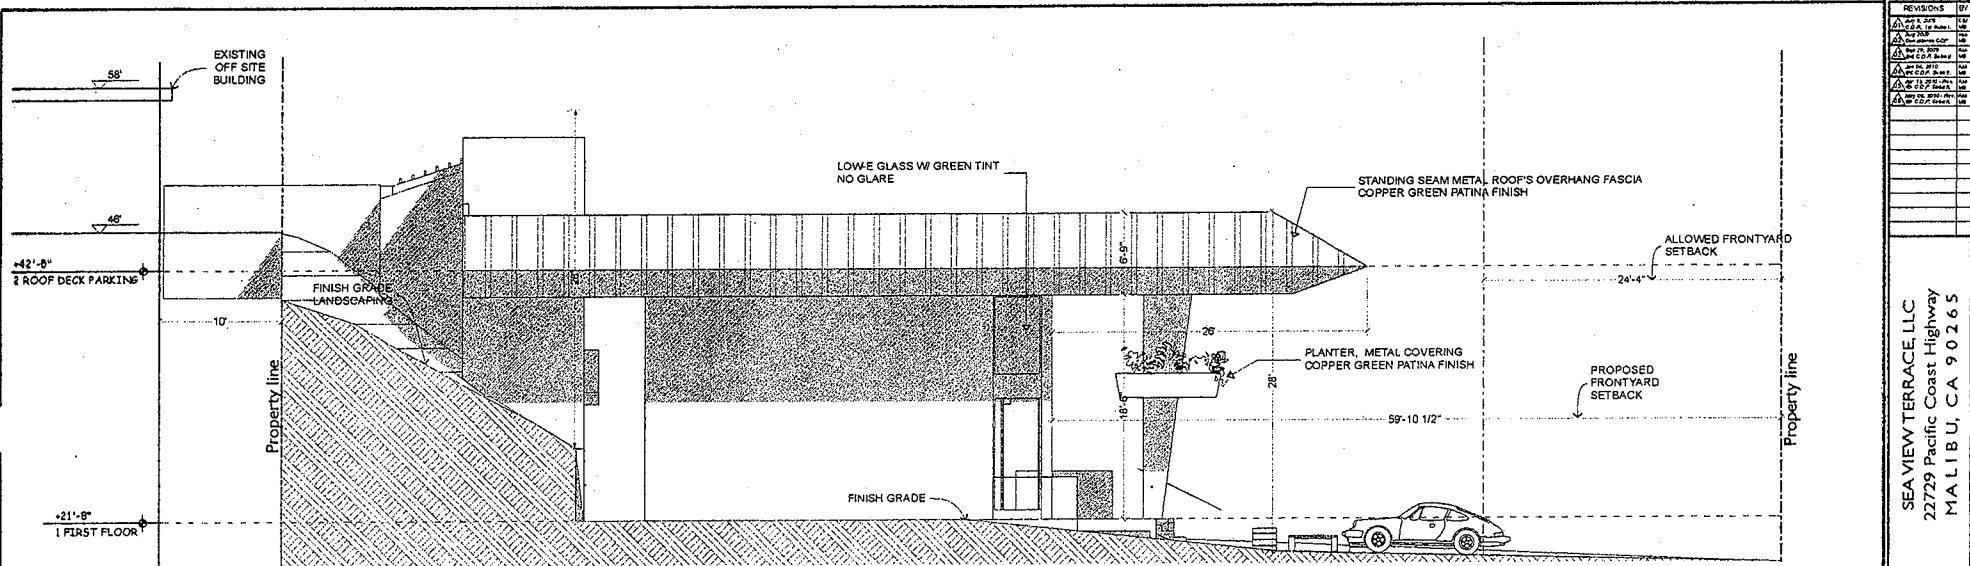 EXISTING
OFF SITE
BUILDING
58'
46'
+42'-8"
2 ROOF DECK PARKING
FINISH GRADE
LANDSCAPING
10'
Property line
+21'-8"
1 FIRST FLOOR
28'
LOW-E GLASS W/ GREEN TINT
NO GLARE
STANDING SEAM METAL ROOF'S OVERHANG FASCIA
COPPER GREEN PATINA FINISH
6'-9"
ALLOWED FRONTYARD
SETBACK
24'-4"
26'
PLANTER, METAL COVERING
COPPER GREEN PATINA FINISH
28'
18'-6"
PROPOSED
FRONTYARD
SETBACK
59'-10 1/2"
FINISH GRADE
Property line
REVISIONS BY
SEA VIEW TERRACE, LLC
22729 Pacific Coast Highway
MALIBU, CA 90265